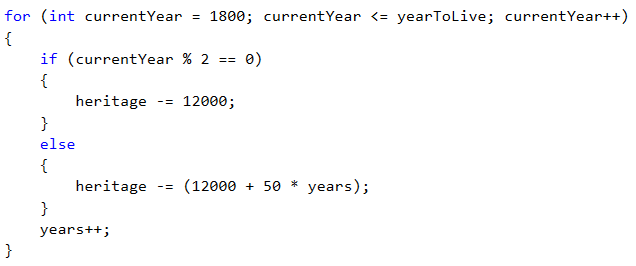 for (int currentYear = 1800; currentYear <= yearToLive; currentYear++)
{
    if (currentYear % 2 == 0)
    {
        heritage -= 12000;
    }
    else
    {
        heritage -= (12000 + 50 * years);
    }
    years++;
}